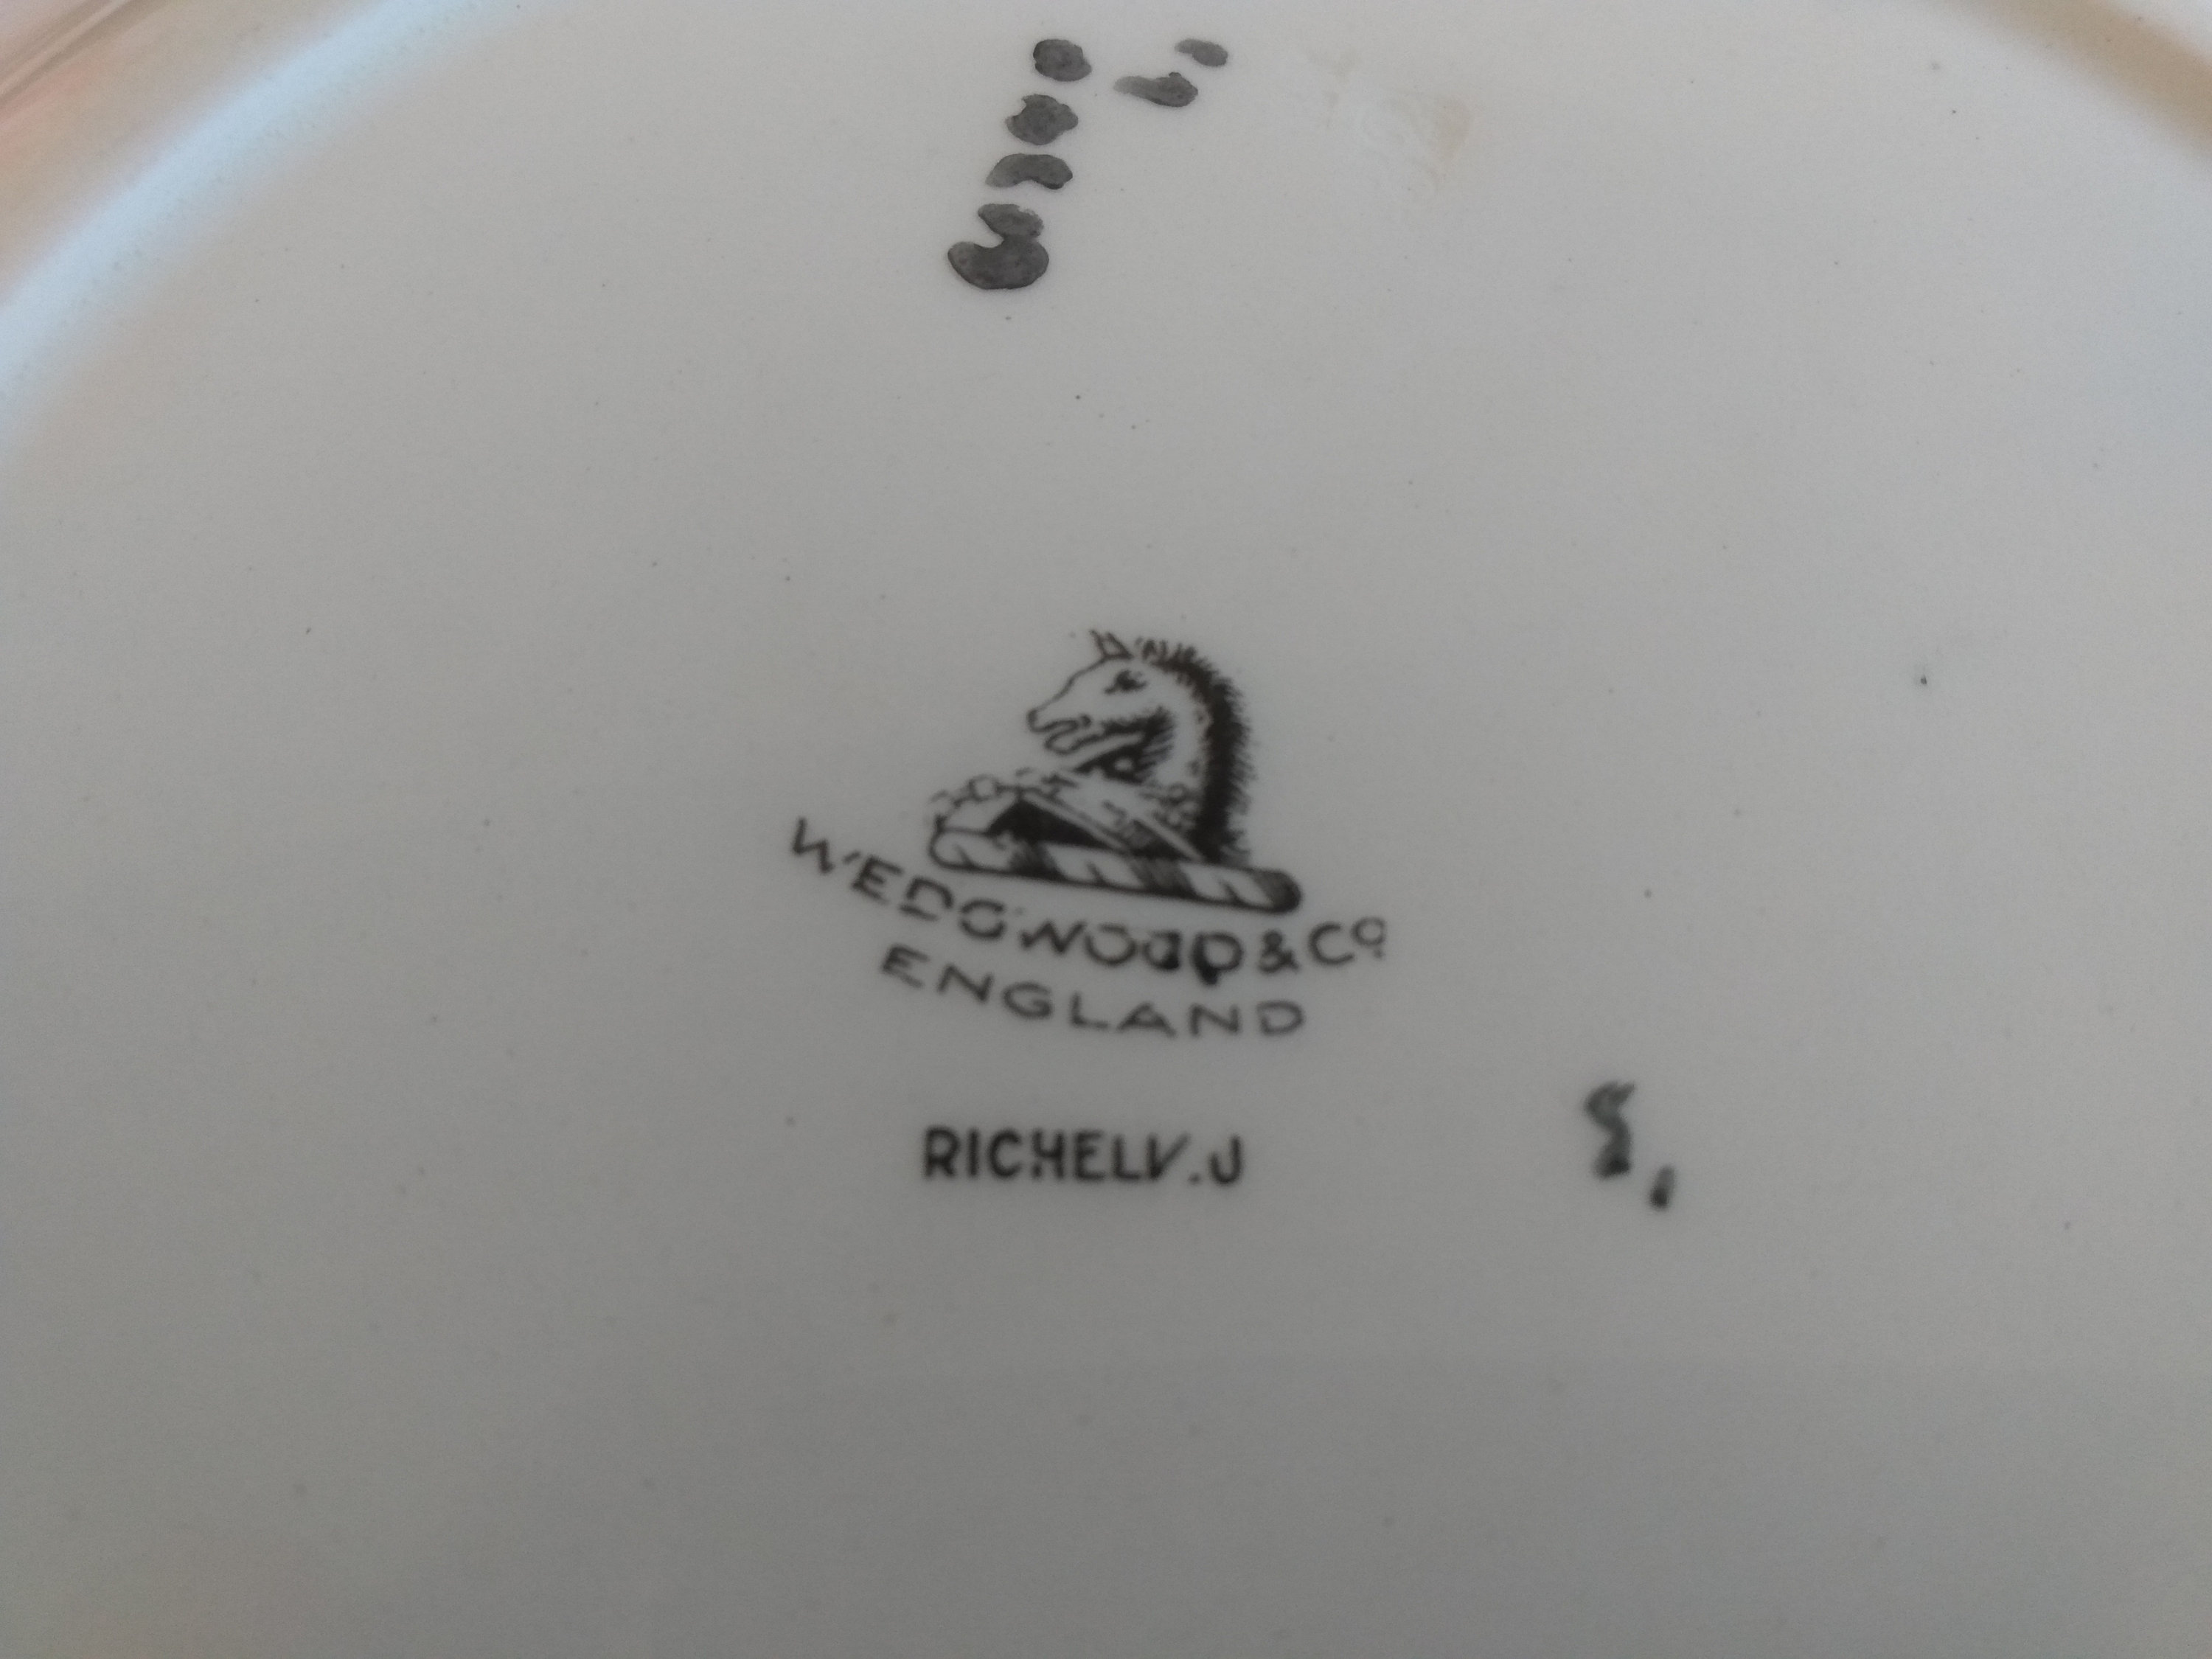 WEDGWOOD & Co
ENGLAND
RICHELV.J